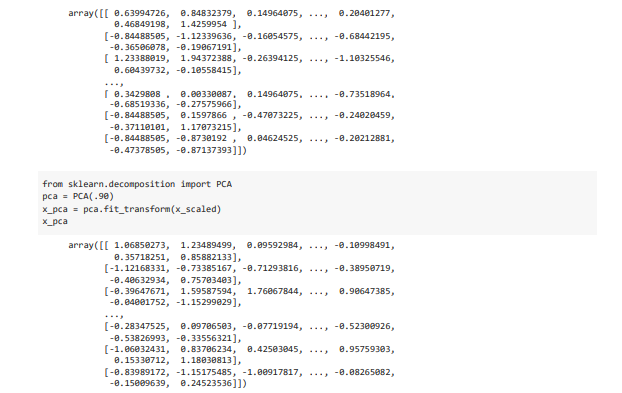 array([[ 0.63994726,  0.84832379,  0.14964075, ...,  0.20401277,
0.46849198,  1.4259954 ],
[-0.84488505, -1.12339636, -0.16054575, ..., -0.68442195,
-0.36506078, -0.19067191],
[ 1.23388019,  1.94372388, -0.26394125, ..., -1.10325546,
0.60439732, -0.10558415],
...,
[ 0.3429808 ,  0.00330087,  0.14964075, ..., -0.73518964,
-0.68519336, -0.27575966],
[-0.84488505,  0.1597866 , -0.47073225, ..., -0.24020459,
-0.37110101,  1.17073215],
[-0.84488505, -0.8730192 ,  0.04624525, ..., -0.20212881,
-0.47378505, -0.87137393]])
from sklearn.decomposition import PCA
pca = PCA(.90)
x_pca = pca.fit_transform(x_scaled)
x_pca
array([[ 1.06850273,  1.23489499,  0.09592984, ..., -0.10998491,
0.35718251,  0.85882133],
[-1.12168331, -0.73385167, -0.71293816, ..., -0.38950719,
-0.40632934,  0.75703403],
[-0.39647671,  1.59587594,  1.76067844, ...,  0.90647385,
-0.04001752, -1.15299029],
...,
[-0.28347525,  0.09706503, -0.07719194, ..., -0.52300926,
-0.53826993, -0.33556321],
[-1.06032431,  0.83706234,  0.42503045, ...,  0.95759303,
0.15330712,  1.18030813],
[-0.83989172, -1.15175485, -1.00917817, ..., -0.08265082,
-0.15009639,  0.24523536]])